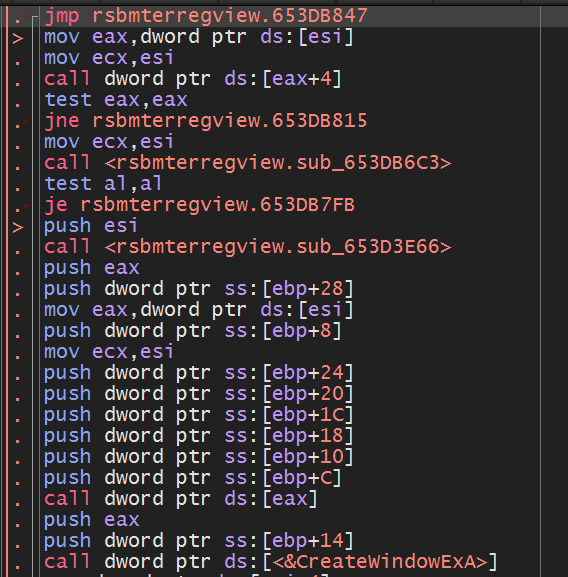 jmp rsbmterregview.653DB847
mov eax,dword ptr ds:[esi]
mov ecx,esi
call dword ptr ds:[eax+4]
test eax,eax
jne rsbmterregview.653DB815
mov ecx,esi
call <rsbmterregview.sub_653DB6C3>
test al,al
je rsbmterregview.653DB7FB
push esi
call <rsbmterregview.sub_653D3E66>
push eax
push dword ptr ss:[ebp+28]
mov eax,dword ptr ds:[esi]
push dword ptr ss:[ebp+8]
mov ecx,esi
push dword ptr ss:[ebp+24]
push dword ptr ss:[ebp+20]
push dword ptr ss:[ebp+1C]
push dword ptr ss:[ebp+18]
push dword ptr ss:[ebp+10]
push dword ptr ss:[ebp+C]
call dword ptr ds:[eax]
push eax
push dword ptr ss:[ebp+14]
call dword ptr ds:[<&CreateWindowExA>]